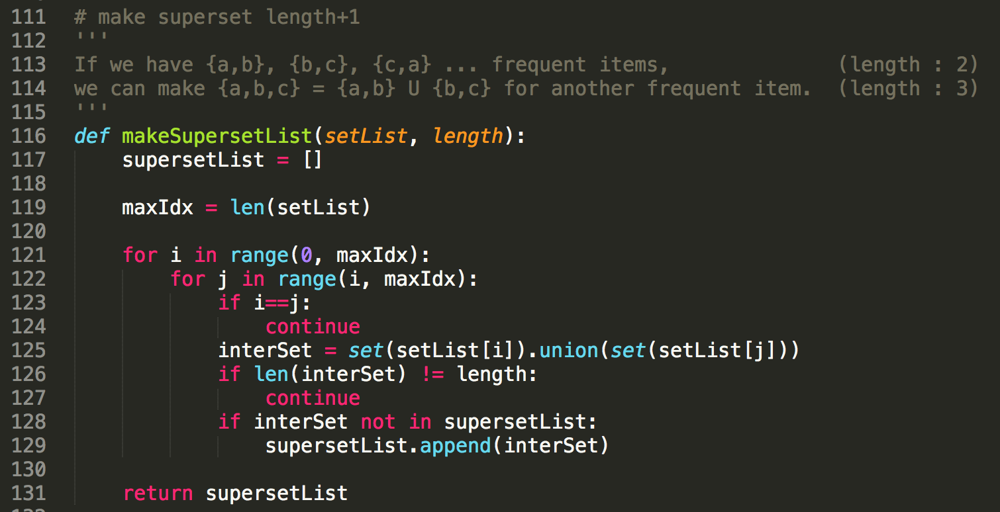 111 # make superset length+1
112 '''
113 If we have {a,b}, {b,c}, {c,a} ... frequent items, (length : 2)
114 we can make {a,b,c} = {a,b} U {b,c} for another frequent item. (length : 3)
115 '''
116 def makeSupersetList(setList, length):
117     supersetList = []
118
119     maxIdx = len(setList)
120
121     for i in range(0, maxIdx):
122         for j in range(i, maxIdx):
123             if i==j:
124                 continue
125             interSet = set(setList[i]).union(set(setList[j]))
126             if len(interSet) != length:
127                 continue
128             if interSet not in supersetList:
129                 supersetList.append(interSet)
130
131     return supersetList